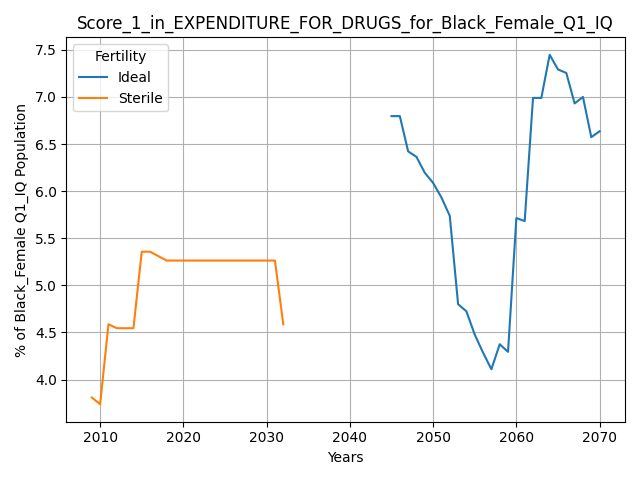 Score_1_in_EXPENDITURE_FOR_DRUGS_for_Black_Female_Q1_IQ
Fertility
Ideal
Sterile
% of Black_Female Q1_IQ Population
7.5
7.0
6.5
6.0
5.5
5.0
4.5
4.0
2010 2020 2030 2040 2050 2060 2070
Years